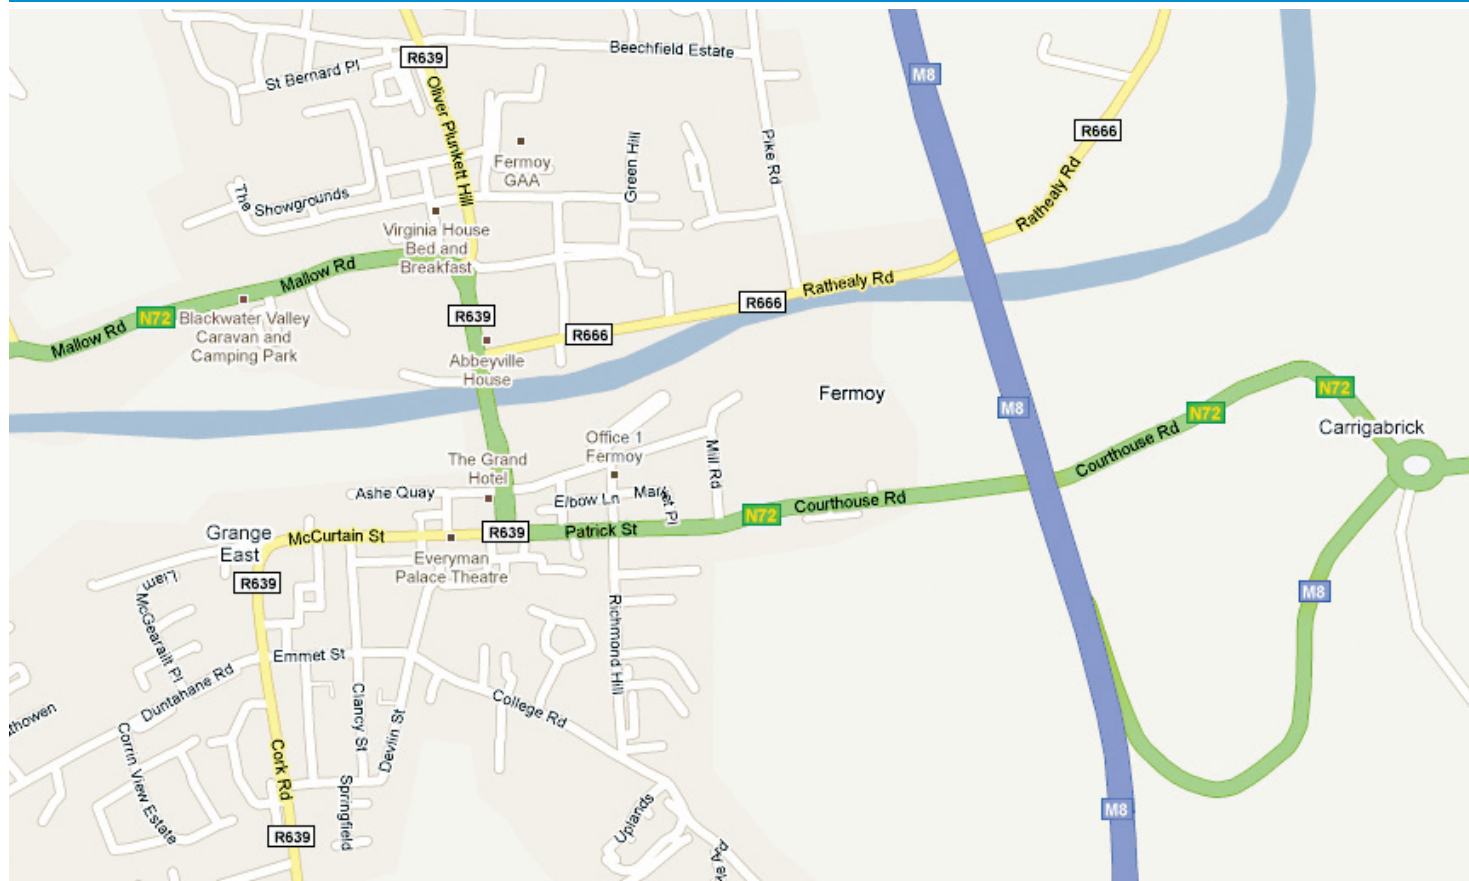 Beechfield Estate
R639
St Bernard Pl
M8
Oliver Plunkett Hill
R666
Fermoy
GAA
Green Hill
Pike Rd
Rathealy Rd
The Showgrounds
Virginia House
Bed and
Breakfast
Mallow Rd
Rathealy Rd
R666
N72
Blackwater Valley
Caravan and
Camping Park
R639
Mallow Rd
R666
Abbeyville
House
Fermoy
N72
M8
N72
Carrigabrick
Office 1
Fermoy
Mill Rd
Courthouse Rd
The Grand
Hotel
Ashe Quay
Elbow Ln
Market Pl
Courthouse Rd
N72
Grange
East
McCurtain St
R639
Patrick St
Everyman
Palace Theatre
Liam
McGearailt Pl
R639
M8
Richmond Hill
Emmet St
Duntahane Rd
Clancy St
College Rd
Devlin St
Corrin View Estate
Cork Rd
Springfield
Uplands
M8
R639